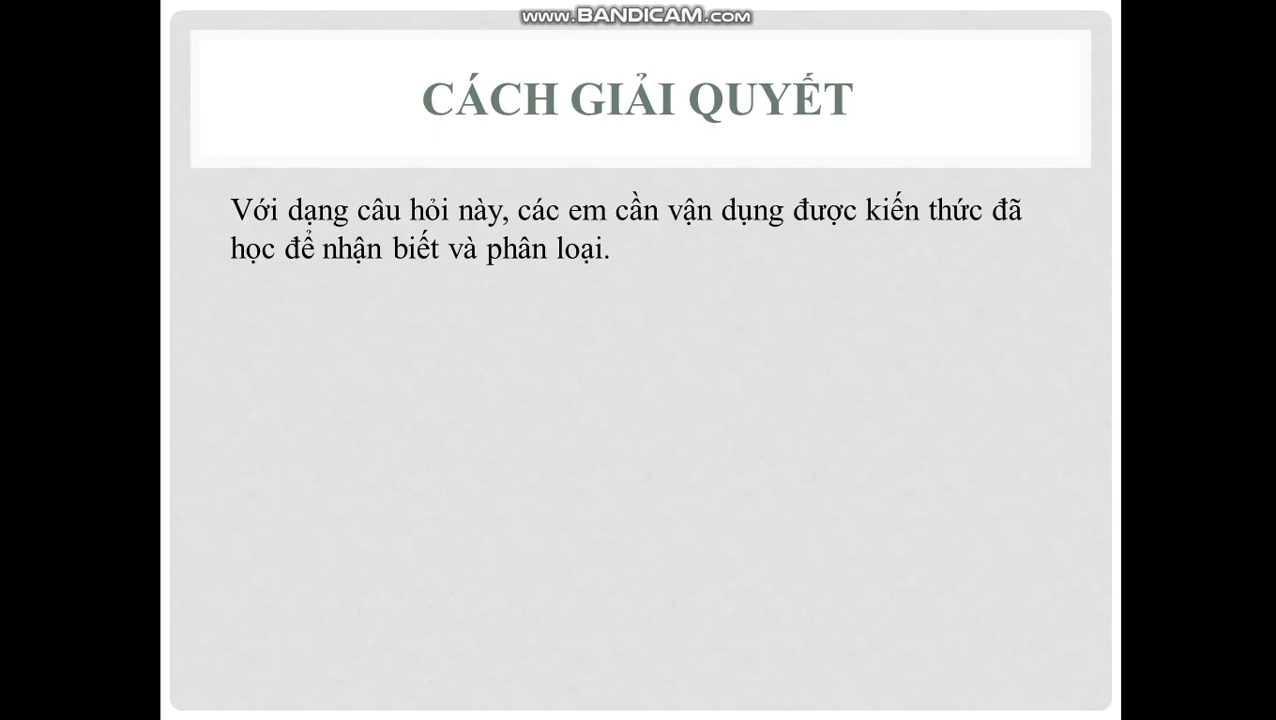 www.BANDICAM.com
CÁCH GIẢI QUYẾT
Với dạng câu hỏi này, các em cần vận dụng được kiến thức đã
học để nhận biết và phân loại.